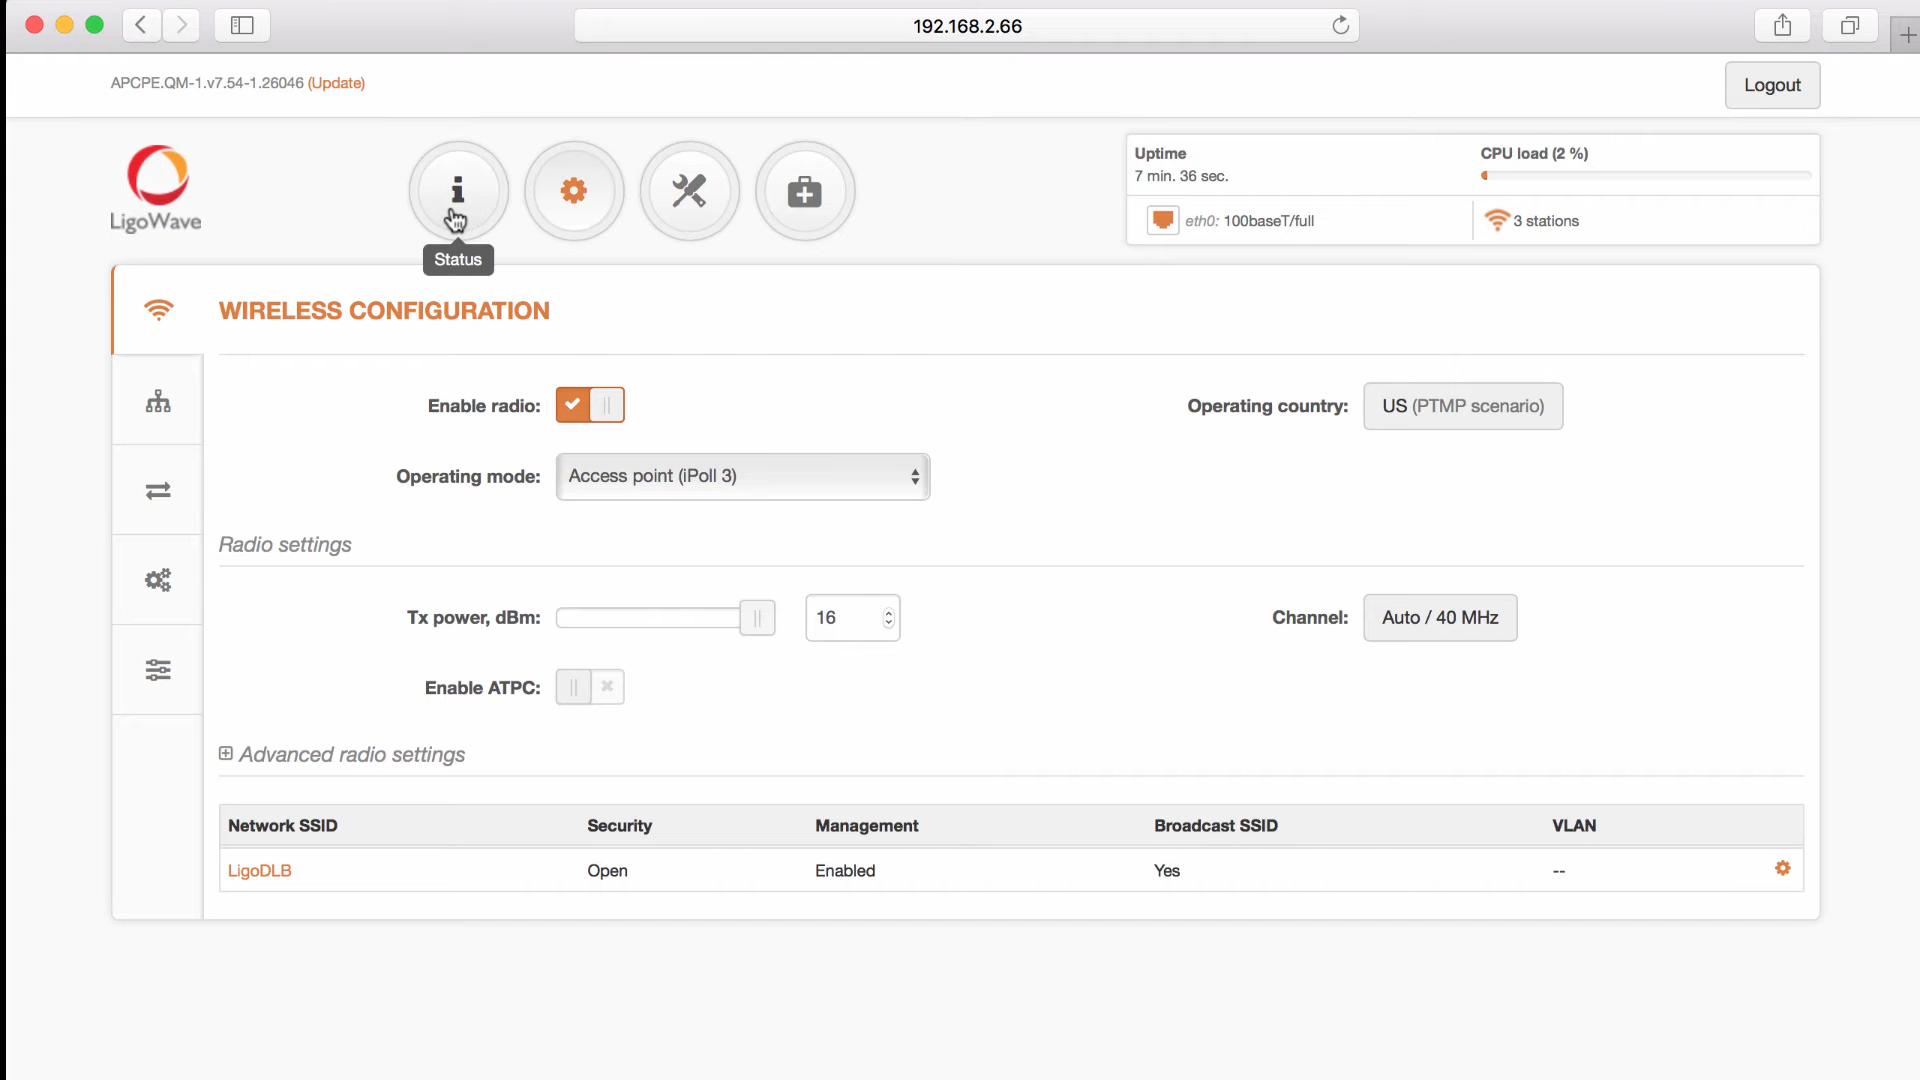 192.168.2.66
APCPE.QM-1.v7.54-1.26046 (Update)
Logout
LigoWave
Status
Uptime
7 min. 36 sec.
CPU load (2 %)
eth0: 100baseT/full
3 stations
WIRELESS CONFIGURATION
Enable radio:
Operating country: US (PTMP scenario)
Operating mode: Access point (iPoll 3)
Radio settings
Tx power, dBm: 16
Channel: Auto / 40 MHz
Enable ATPC:
Advanced radio settings
Network SSID Security Management Broadcast SSID VLAN
LigoDLB Open Enabled Yes --